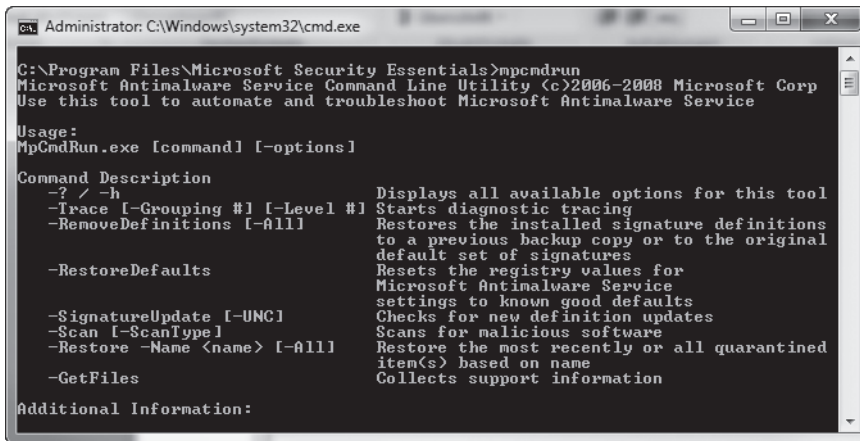 Administrator: C:\Windows\system32\cmd.exe
C:\Program Files\Microsoft Security Essentials>mpcmdrun
Microsoft Antimalware Service Command Line Utility (c)2006-2008 Microsoft Corp
Use this tool to automate and troubleshoot Microsoft Antimalware Service
Usage:
MpCmdRun.exe [command] [-options]
Command Description
-? / -h Displays all available options for this tool
-Trace [-Grouping #] [-Level #] Starts diagnostic tracing
-RemoveDefinitions [-All] Restores the installed signature definitions
to a previous backup copy or to the original
default set of signatures
-RestoreDefaults Resets the registry values for
Microsoft Antimalware Service
settings to known good defaults
-SignatureUpdate [-UNC] Checks for new definition updates
-Scan [-ScanType] Scans for malicious software
-Restore -Name <name> [-All] Restore the most recently or all quarantined
item(s) based on name
-GetFiles Collects support information
Additional Information: